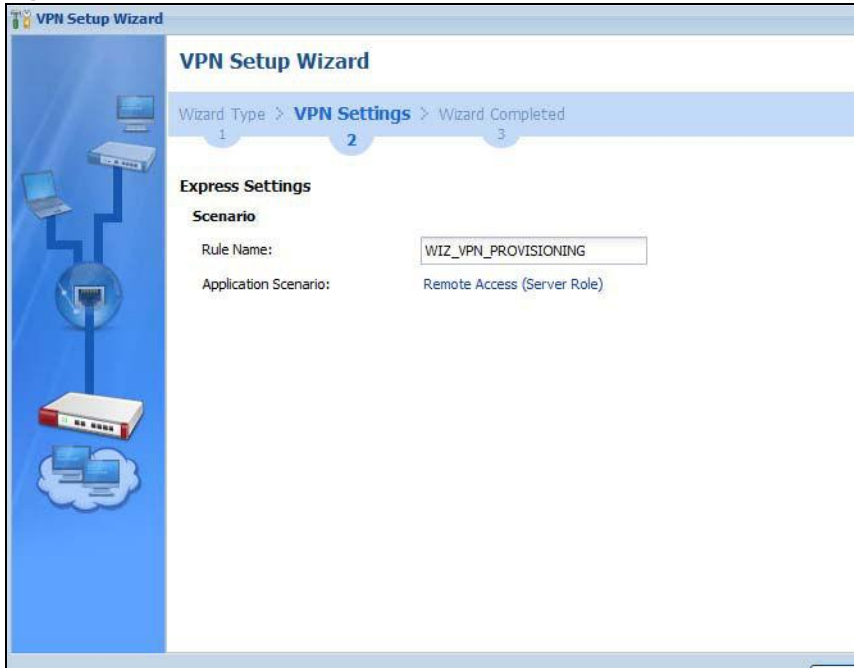 VPN Setup Wizard
VPN Setup Wizard
Wizard Type > VPN Settings > Wizard Completed
1 2 3
Express Settings
Scenario
Rule Name: WIZ_VPN_PROVISIONING
Application Scenario: Remote Access (Server Role)